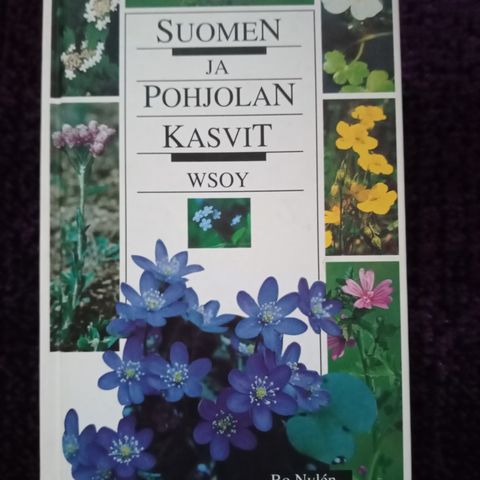 SUOMEN
JA
POHJOLAN
KASVIT
WSOY
Bo Nylén